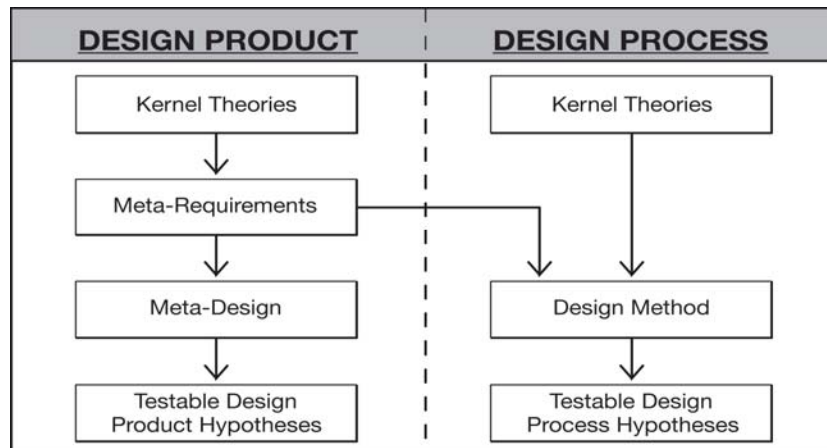 DESIGN PRODUCT
DESIGN PROCESS
Kernel Theories
Kernel Theories
Meta-Requirements
Meta-Design
Design Method
Testable Design
Product Hypotheses
Testable Design
Process Hypotheses